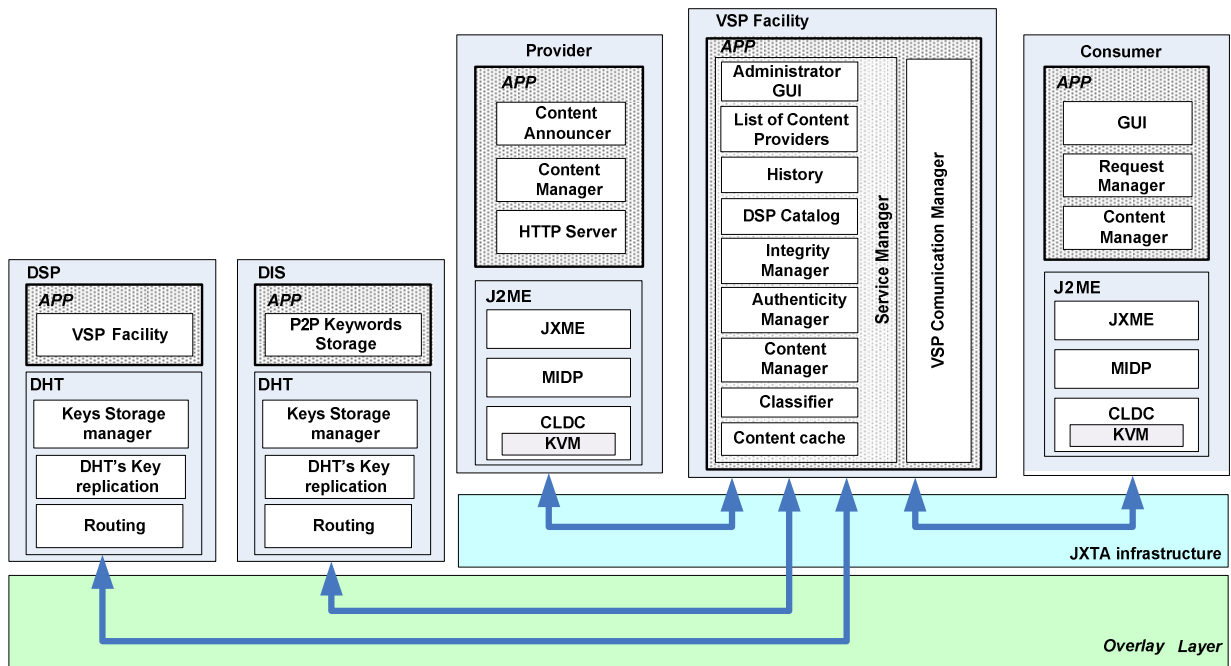 DSP
APP
VSP Facility
DHT
Keys Storage
manager
DHT's Key
replication
Routing
DIS
APP
P2P Keywords
Storage
DHT
Keys Storage
manager
DHT's Key
replication
Routing
Provider
APP
Content
Announcer
Content
Manager
HTTP Server
J2ME
JXME
MIDP
CLDC
KVM
VSP Facility
APP
Administrator
GUI
List of Content
Providers
History
DSP Catalog
Integrity
Manager
Authenticity
Manager
Content
Manager
Classifier
Content cache
Service Manager
VSP Comunication Manager
Consumer
APP
GUI
Request
Manager
Content
Manager
J2ME
JXME
MIDP
CLDC
KVM
JXTA infrastructure
Overlay Layer